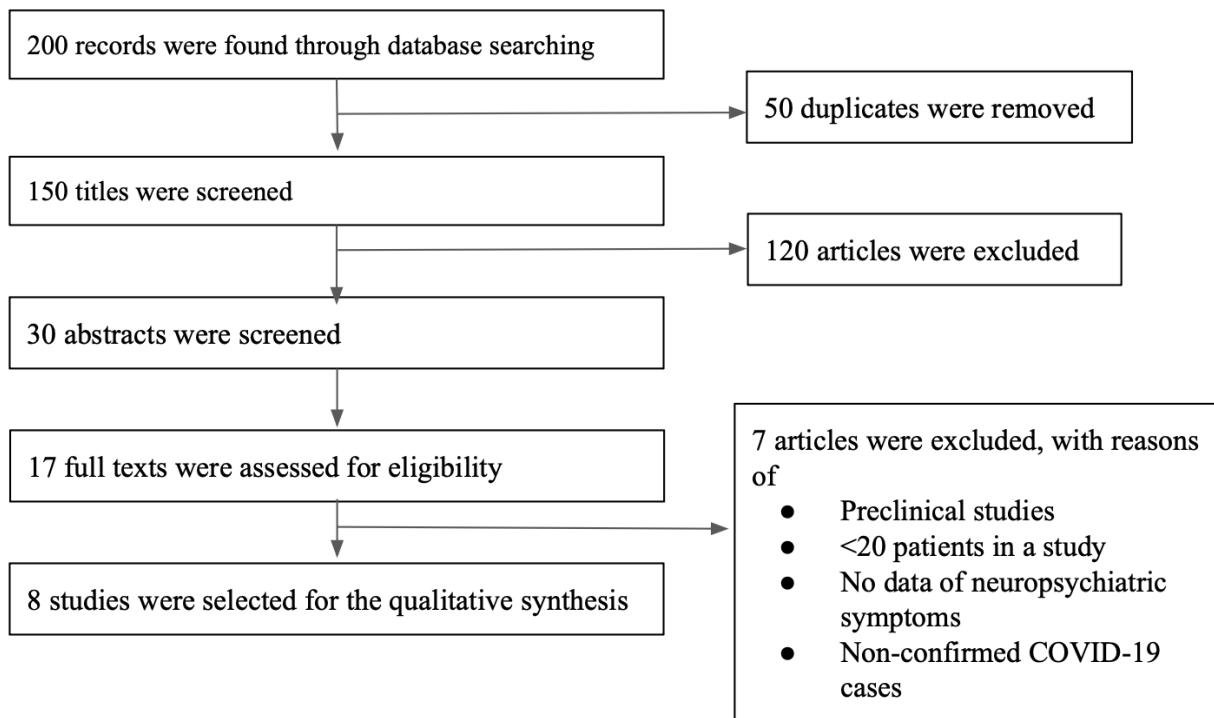 200 records were found through database searching
50 duplicates were removed
150 titles were screened
120 articles were excluded
30 abstracts were screened
17 full texts were assessed for eligibility
7 articles were excluded, with reasons
of
● Preclinical studies
● <20 patients in a study
● No data of neuropsychiatric
symptoms
● Non-confirmed COVID-19
cases
8 studies were selected for the qualitative synthesis